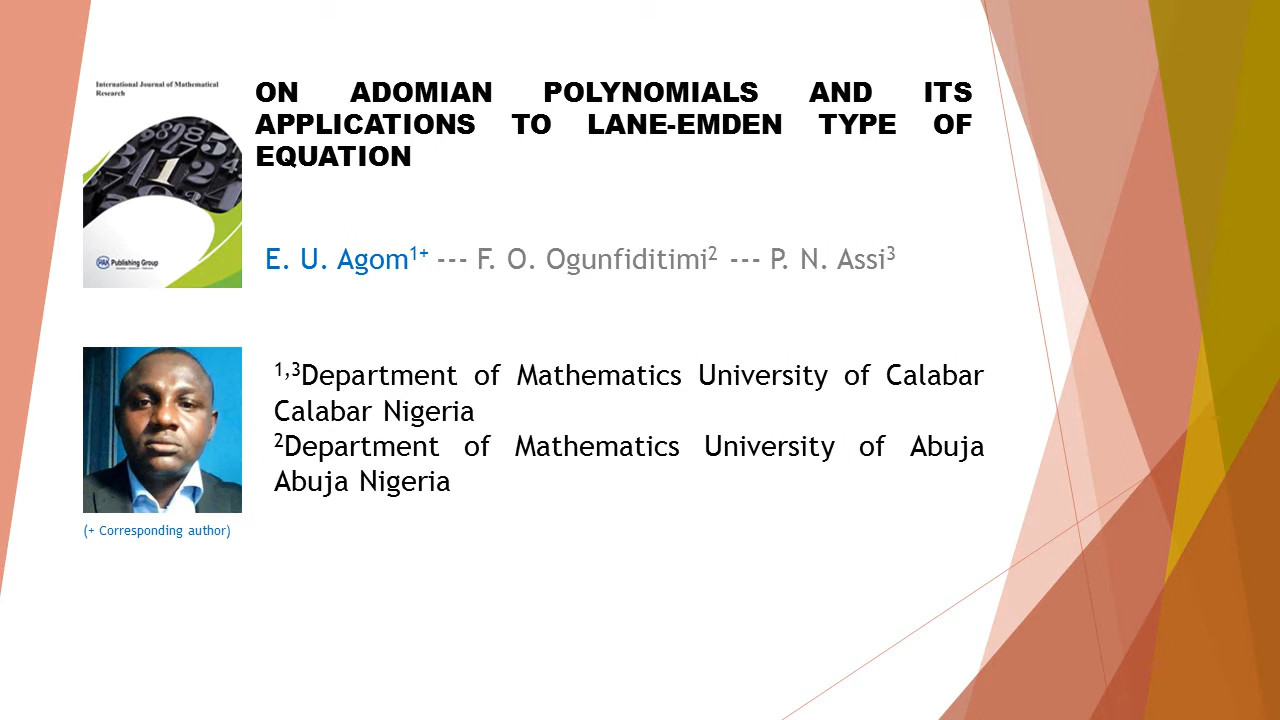 International Journal of Mathematical
Research
PAK Publishing Group
ON ADOMIAN POLYNOMIALS AND ITS
APPLICATIONS TO LANE-EMDEN TYPE OF
EQUATION
E. U. Agom¹⁺ --- F. O. Ogunfiditimi² --- P. N. Assi³
¹,³Department of Mathematics University of Calabar
Calabar Nigeria
²Department of Mathematics University of Abuja
Abuja Nigeria
(+ Corresponding author)